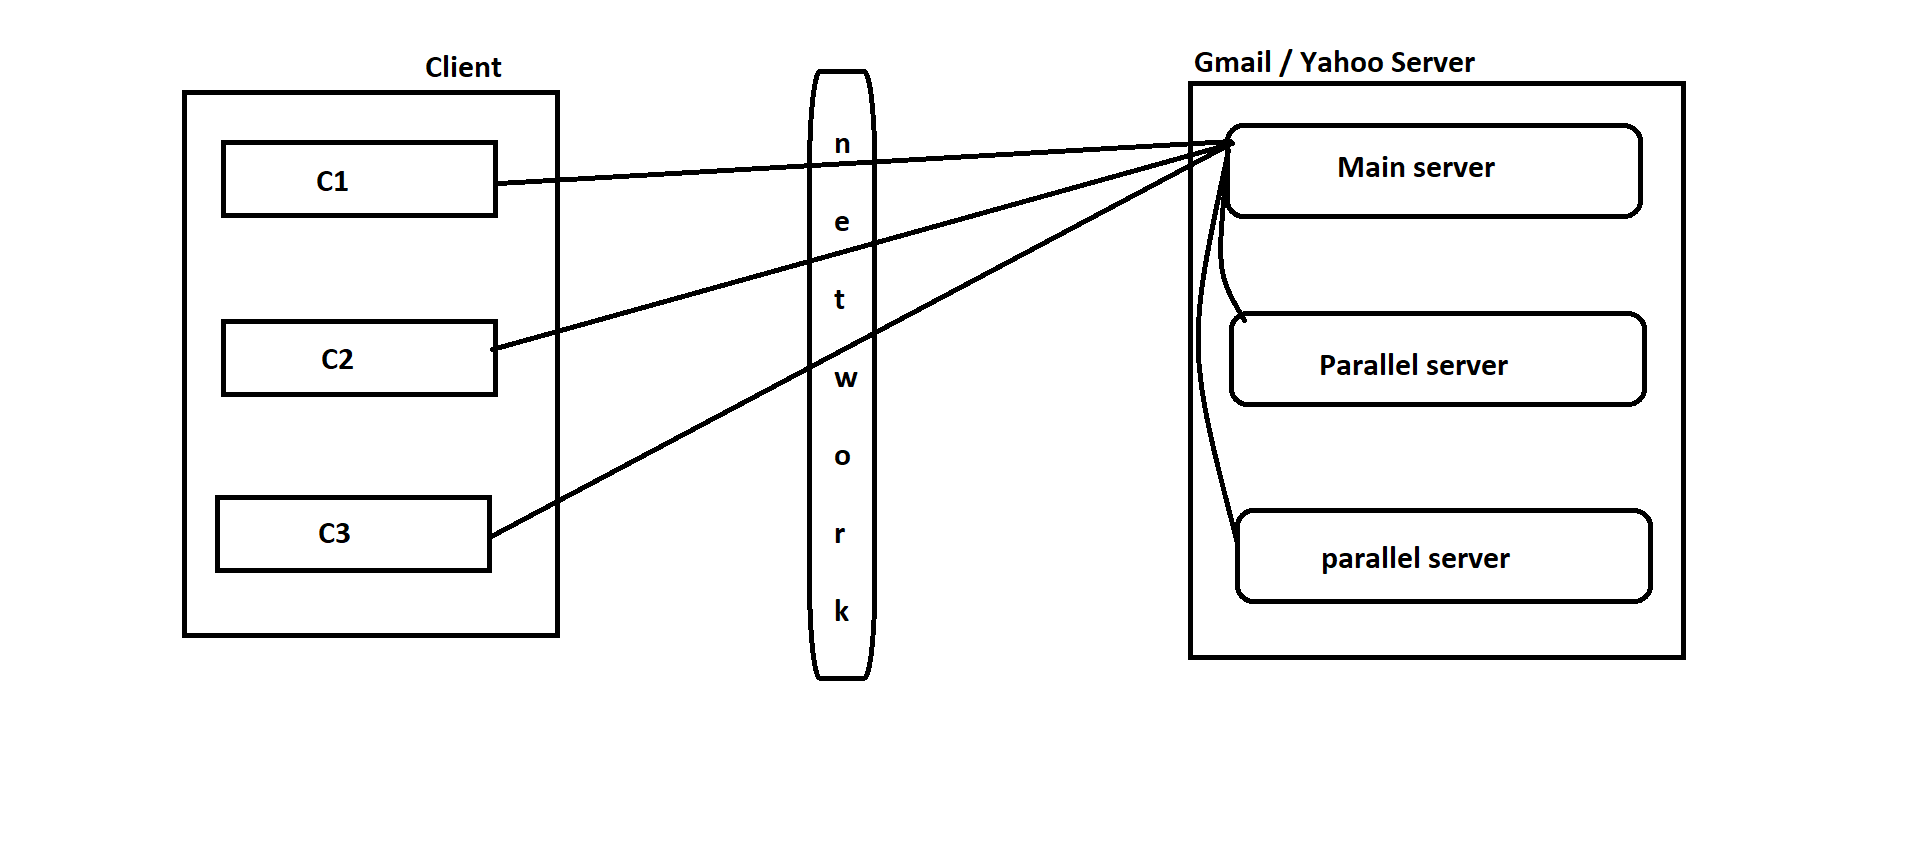 Client
C1
C2
C3
n
e
t
w
o
r
k
Gmail / Yahoo Server
Main server
Parallel server
parallel server